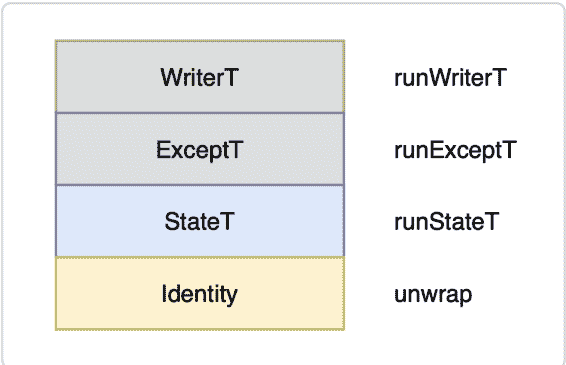 WriterT runWriterT
ExceptT runExceptT
StateT runStateT
Identity unwrap